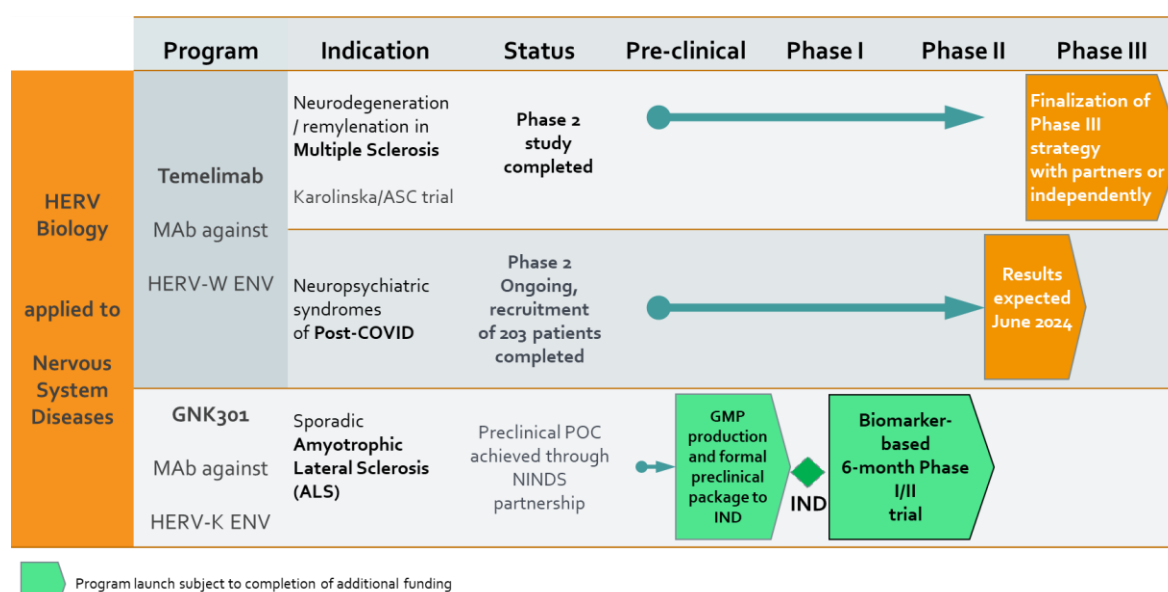 Program
Indication
Status
Pre-clinical
Phase I
Phase II
Phase III
HERV
Biology
applied to
Nervous
System
Diseases
Temelimab
MAb against
HERV-W ENV
Neurodegeneration
/ remylenation in
Multiple Sclerosis
Karolinska/ASC trial
Phase 2
study
completed
Finalization of
Phase III
strategy
with partners or
independently
Neuropsychiatric
syndromes
of Post-COVID
Phase 2
Ongoing,
recruitment
of 203 patients
completed
Results
expected
June 2024
GNK301
MAb against
HERV-K ENV
Sporadic
Amyotrophic
Lateral Sclerosis
(ALS)
Preclinical POC
achieved through
NINDS
partnership
GMP
production
and formal
preclinical
package to
IND
IND
Biomarker-
based
6-month Phase
I/II
trial
Program launch subject to completion of additional funding